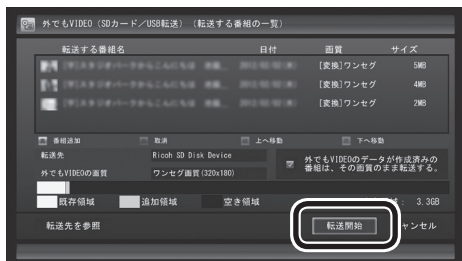 外でもVIDEO（SDカード／USB転送）（転送する番組の一覧）
転送する番組名 日付 画質 サイズ
[変換]ワンセグ 5MB
[変換]ワンセグ 4MB
[変換]ワンセグ 2MB
番組追加 取消 上へ移動 下へ移動
転送先 Ricoh SD Disk Device
外でもVIDEOの画質 ワンセグ画質(320x180)
外でもVIDEOのデータが作成済みの
番組は、その画質のまま転送する。
既存領域 追加領域 空き領域 : 3.3GB
転送先を参照 転送開始 ャンセル